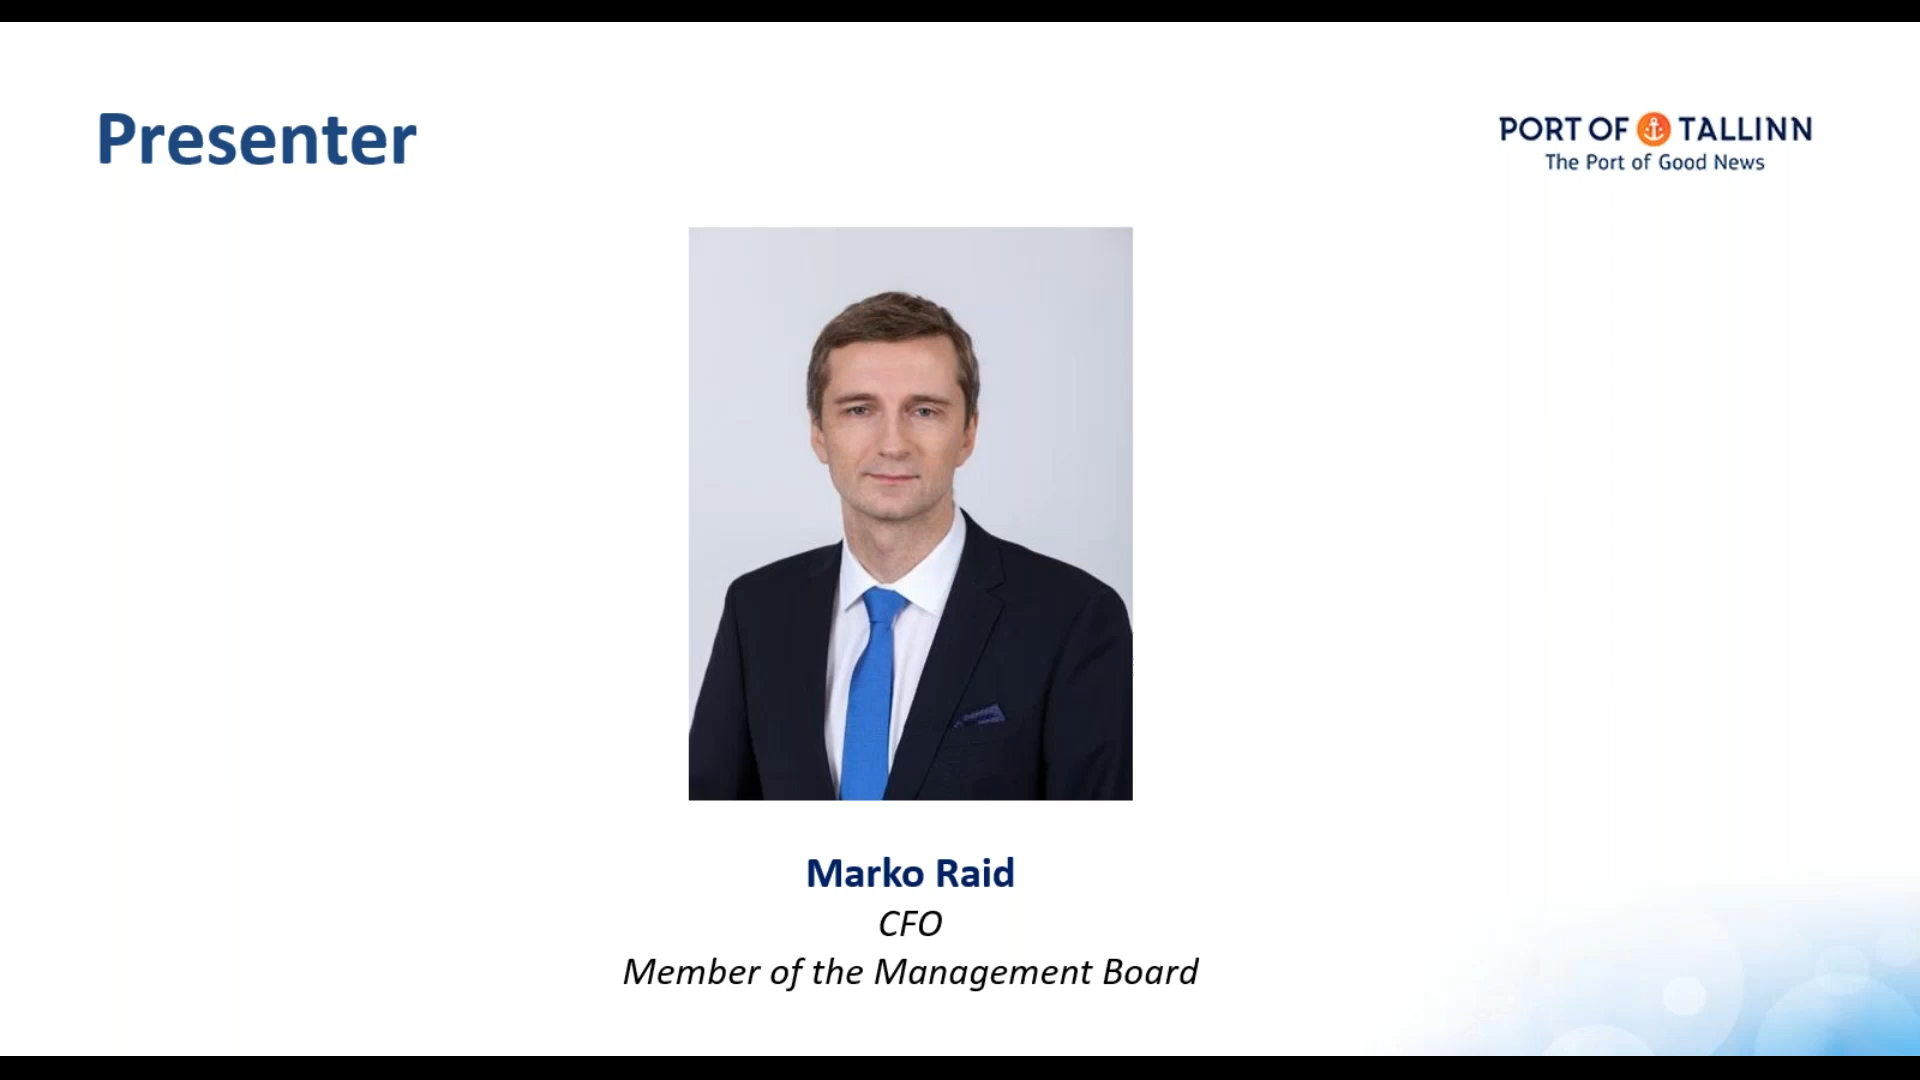 Presenter
PORT OF TALLINN
The Port of Good News
Marko Raid
CFO
Member of the Management Board